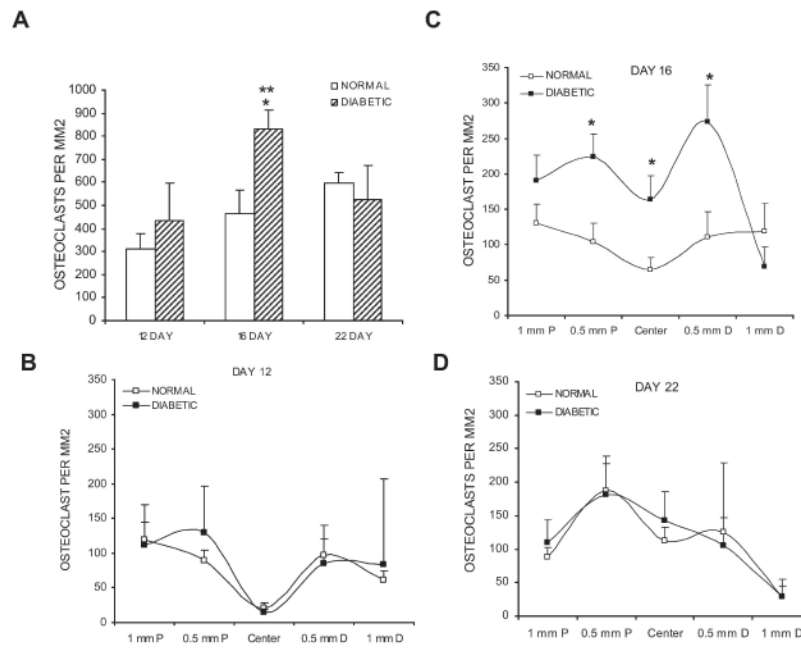 A
OSTEOCLASTS PER MM2
1000
900
800
700
600
500
400
300
200
100
0
NORMAL
DIABETIC
**
*
12 DAY
16 DAY
22 DAY
B
DAY 12
OSTEOCLAST PER MM2
350
300
250
200
150
100
50
0
NORMAL
DIABETIC
1 mm P
0.5 mm P
Center
0.5 mm D
1 mm D
C
DAY 16
OSTEOCLAST PER MM2
350
300
250
200
150
100
50
0
NORMAL
DIABETIC
*
*
*
1 mm P
0.5 mm P
Center
0.5 mm D
1 mm D
D
DAY 22
OSTEOCLASTS PER MM2
350
300
250
200
150
100
50
0
NORMAL
DIABETIC
1 mm P
0.5 mm P
Center
0.5 mm D
1 mm D